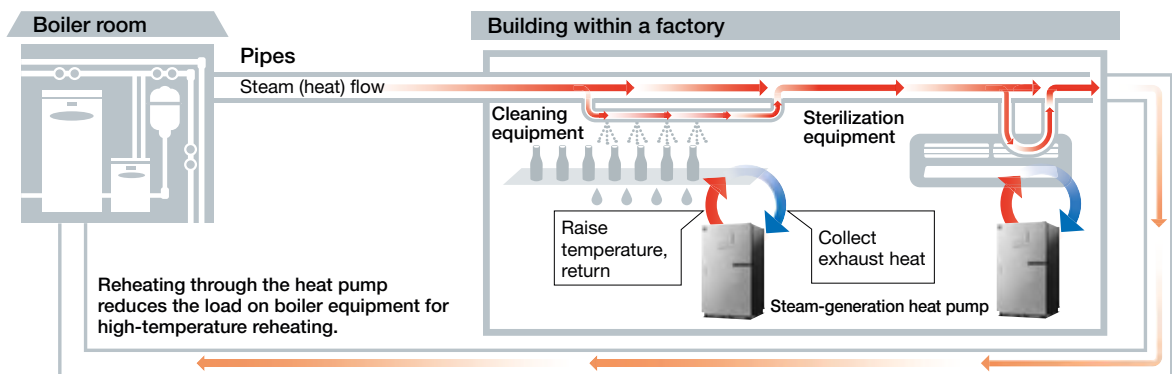 Boiler room
Building within a factory
Pipes
Steam (heat) flow
Cleaning
equipment
Sterilization
equipment
Raise
temperature,
return
Collect
exhaust heat
Steam-generation heat pump
Reheating through the heat pump
reduces the load on boiler equipment for
high-temperature reheating.